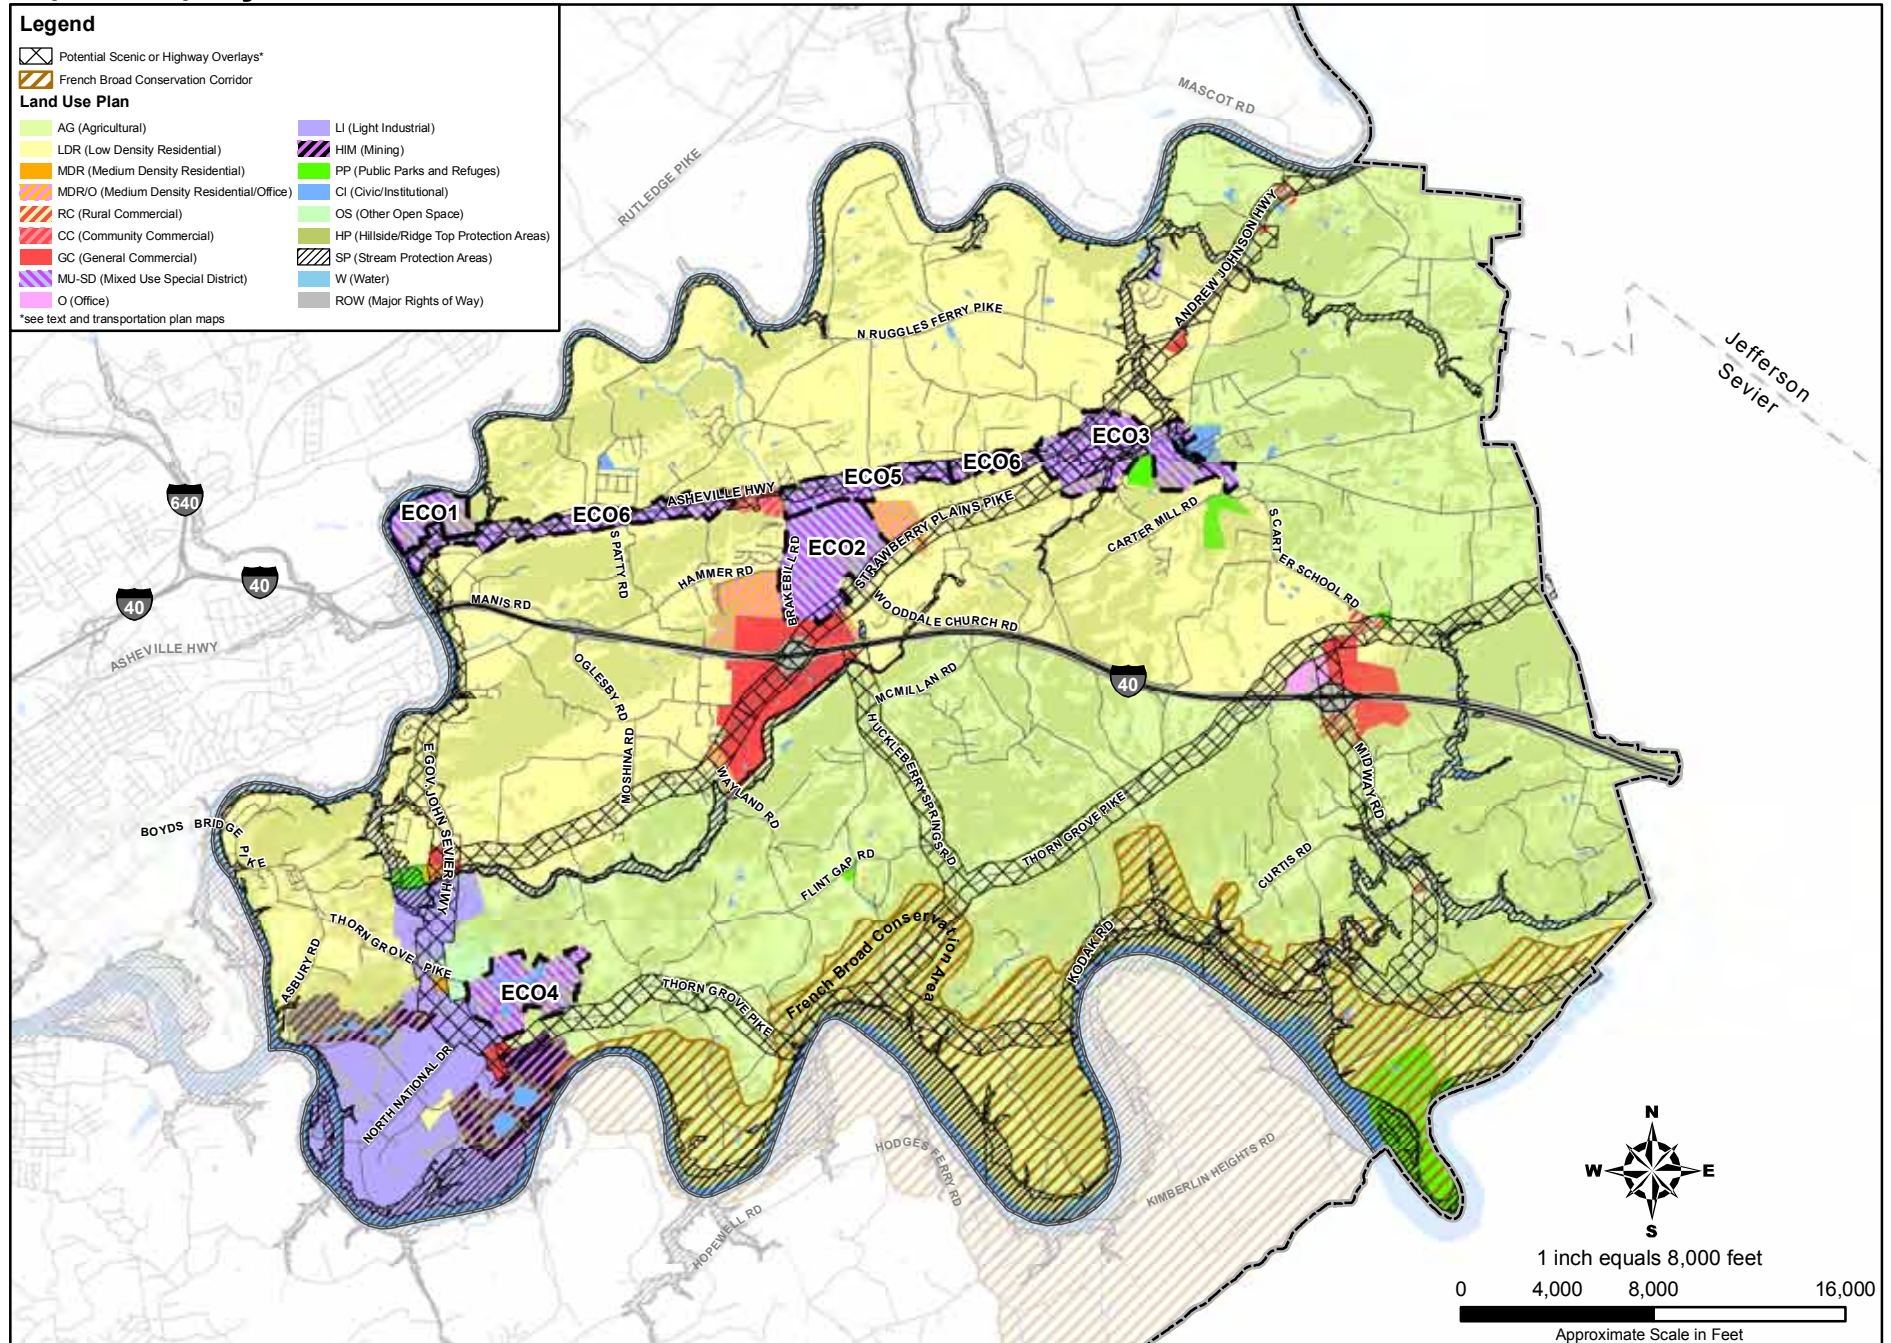 Legend
Potential Scenic or Highway Overlays*
French Broad Conservation Corridor
Land Use Plan
AG (Agricultural)
LDR (Low Density Residential)
MDR (Medium Density Residential)
MDR/O (Medium Density Residential/Office)
RC (Rural Commercial)
CC (Community Commercial)
GC (General Commercial)
MU-SD (Mixed Use Special District)
O (Office)
*see text and transportation plan maps
LI (Light Industrial)
HIM (Mining)
PP (Public Parks and Refuges)
CI (Civic/Institutional)
OS (Other Open Space)
HP (Hillside/Ridge Top Protection Areas)
SP (Stream Protection Areas)
W (Water)
ROW (Major Rights of Way)
MASCOT RD
RUTLEDGE PIKE
ANDREW JOHNSON HWY
N RUGGLES FERRY PIKE
Jefferson
Sevier
ECO3
ECO6
ECO5
ASHEVILLE HWY
ECO6
ECO1
640
40
40
ASHEVILLE HWY
S PATTY RD
HAMMER RD
BRAKEBILL RD
ECO2
STRAWBERRY PLAINS PIKE
CARTER MILL RD
S CARTER SCHOOL RD
MANIS RD
WOODDALE CHURCH RD
MCMILLAN RD
40
OGLESBY RD
MOSHINA RD
WAYLAND RD
HUCKLEBERRY SPRINGS RD
E GOV. JOHN SEVIER HWY
THORN GROVE PIKE
MIDWAY RD
BOYDS BRIDGE PIKE
FLINT GAP RD
CURTIS RD
THORN GROVE PIKE
ASBURY RD
French Broad Conservation Area
KODAK RD
ECO4
THORN GROVE PIKE
NORTH NATIONAL DR
HODGES FERRY RD
KIMBERLIN HEIGHTS RD
HOPEWELL RD
N
W E
S
1 inch equals 8,000 feet
0 4,000 8,000 16,000
Approximate Scale in Feet